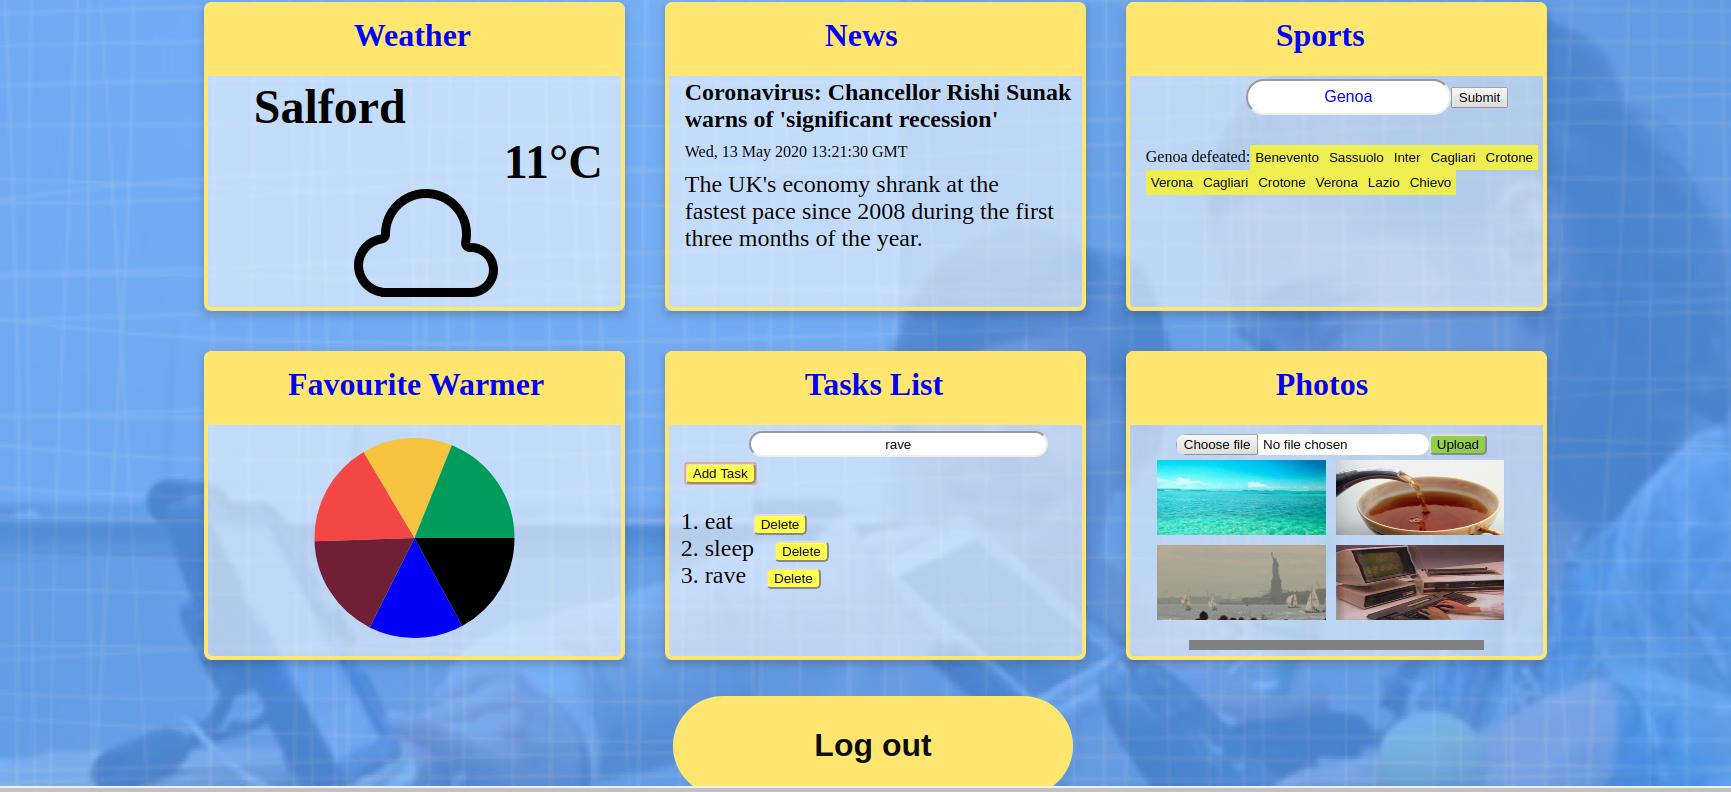 Weather
Salford
11°C
News
Coronavirus: Chancellor Rishi Sunak
warns of 'significant recession'
Wed, 13 May 2020 13:21:30 GMT
The UK's economy shrank at the
fastest pace since 2008 during the first
three months of the year.
Sports
Genoa Submit
Genoa defeated: Benevento Sassuolo Inter Cagliari Crotone
Verona Cagliari Crotone Verona Lazio Chievo
Favourite Warmer
Tasks List
rave
Add Task
1. eat Delete
2. sleep Delete
3. rave Delete
Photos
Choose file No file chosen Upload
Log out